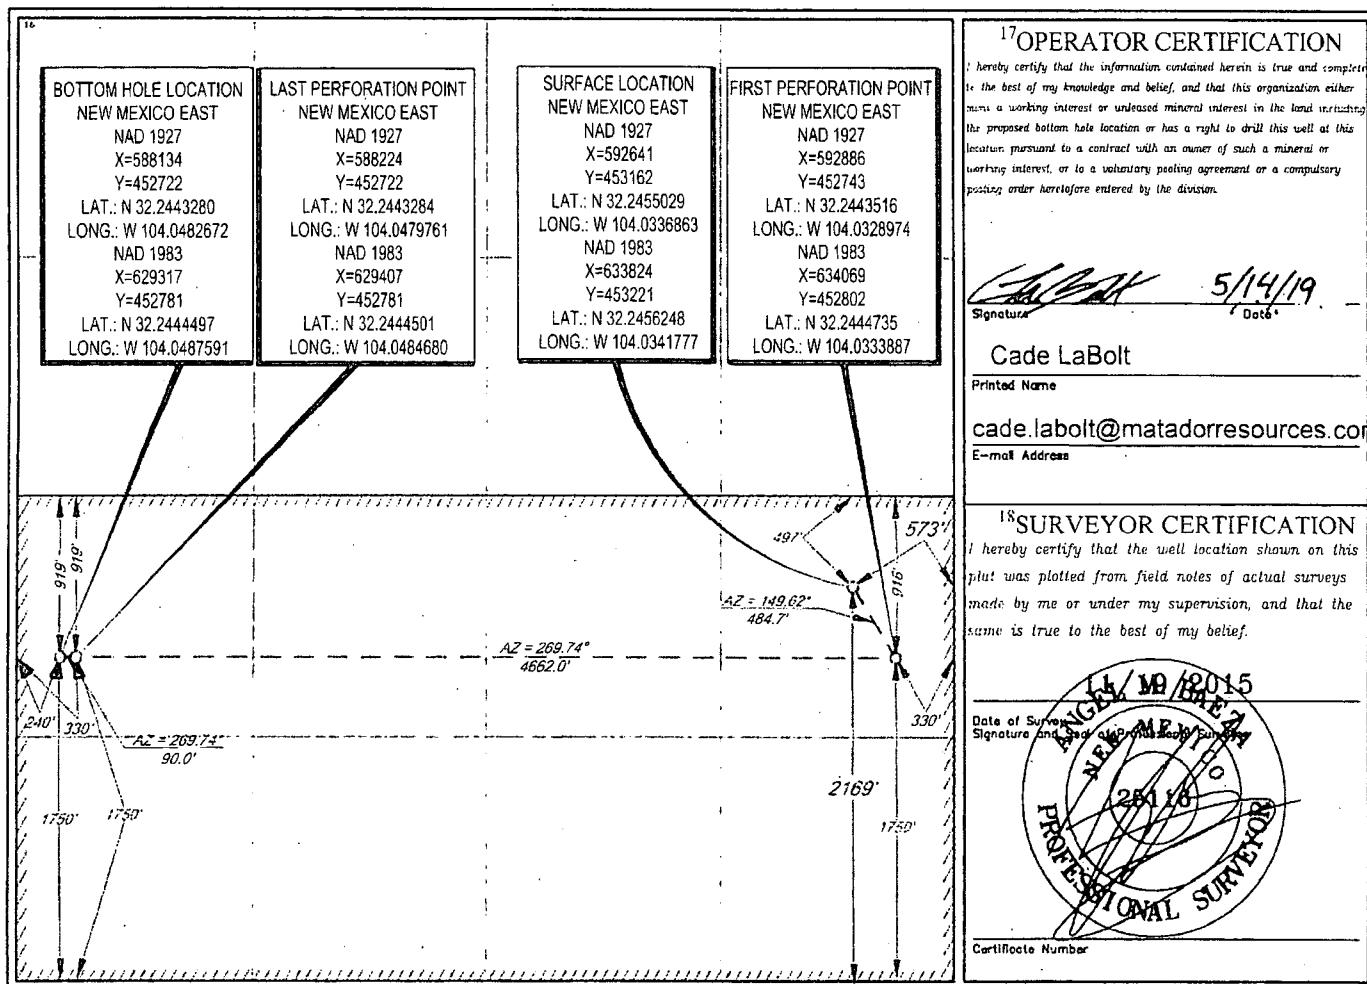 16
BOTTOM HOLE LOCATION
NEW MEXICO EAST
NAD 1927
X=588134
Y=452722
LAT.: N 32.2443280
LONG.: W 104.0482672
NAD 1983
X=629317
Y=452781
LAT.: N 32.2444497
LONG.: W 104.0487591
LAST PERFORATION POINT
NEW MEXICO EAST
NAD 1927
X=588224
Y=452722
LAT.: N 32.2443284
LONG.: W 104.0479761
NAD 1983
X=629407
Y=452781
LAT.: N 32.2444501
LONG.: W 104.0484680
SURFACE LOCATION
NEW MEXICO EAST
NAD 1927
X=592641
Y=453162
LAT.: N 32.2455029
LONG.: W 104.0336863
NAD 1983
X=633824
Y=453221
LAT.: N 32.2456248
LONG.: W 104.0341777
FIRST PERFORATION POINT
NEW MEXICO EAST
NAD 1927
X=592886
Y=452743
LAT.: N 32.2443516
LONG.: W 104.0328974
NAD 1983
X=634069
Y=452802
LAT.: N 32.2444735
LONG.: W 104.0333887
919'
919'
497'
573'
916'
AZ = 149.62°
484.7'
AZ = 269.74°
4662.0'
240'
330'
330'
AZ = 269.74°
90.0'
1750'
1750'
2169'
1750'
17OPERATOR CERTIFICATION
I hereby certify that the information contained herein is true and complete
to the best of my knowledge and belief, and that this organization either
owns a working interest or unleased mineral interest in the land including
the proposed bottom hole location or has a right to drill this well at this
location pursuant to a contract with an owner of such a mineral or
working interest, or to a voluntary pooling agreement or a compulsory
pooling order heretofore entered by the division.
5/14/19
Signature
Date
Cade LaBolt
Printed Name
cade.labolt@matadorresources.com
E-mail Address
18SURVEYOR CERTIFICATION
I hereby certify that the well location shown on this
plat was plotted from field notes of actual surveys
made by me or under my supervision, and that the
same is true to the best of my belief.
11/19/2015
Date of Survey
Signature and Seal of Professional Surveyor
ANGEL M. BAEZA
NEW MEXICO
25116
PROFESSIONAL SURVEYOR
Certificate Number